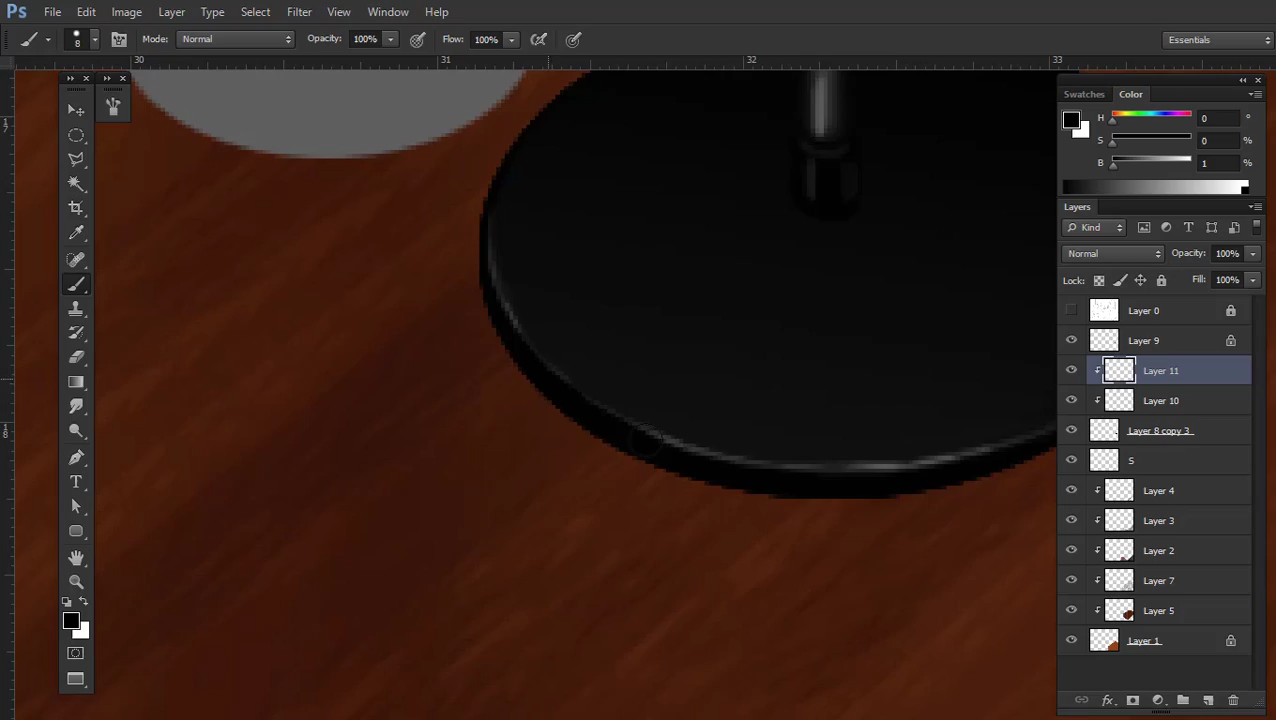 Ps File Edit Image Layer Type Select Filter View Window Help
8 Mode: Normal Opacity: 100% Flow: 100% Essentials
30 31 32 33
17
18
Swatches Color
H 0 °
S 0 %
B 1 %
Layers
Kind
Normal Opacity: 100%
Lock: Fill: 100%
Layer 0
Layer 9
Layer 11
Layer 10
Layer 8 copy 3
S
Layer 4
Layer 3
Layer 2
Layer 7
Layer 5
Layer 1
T
fx